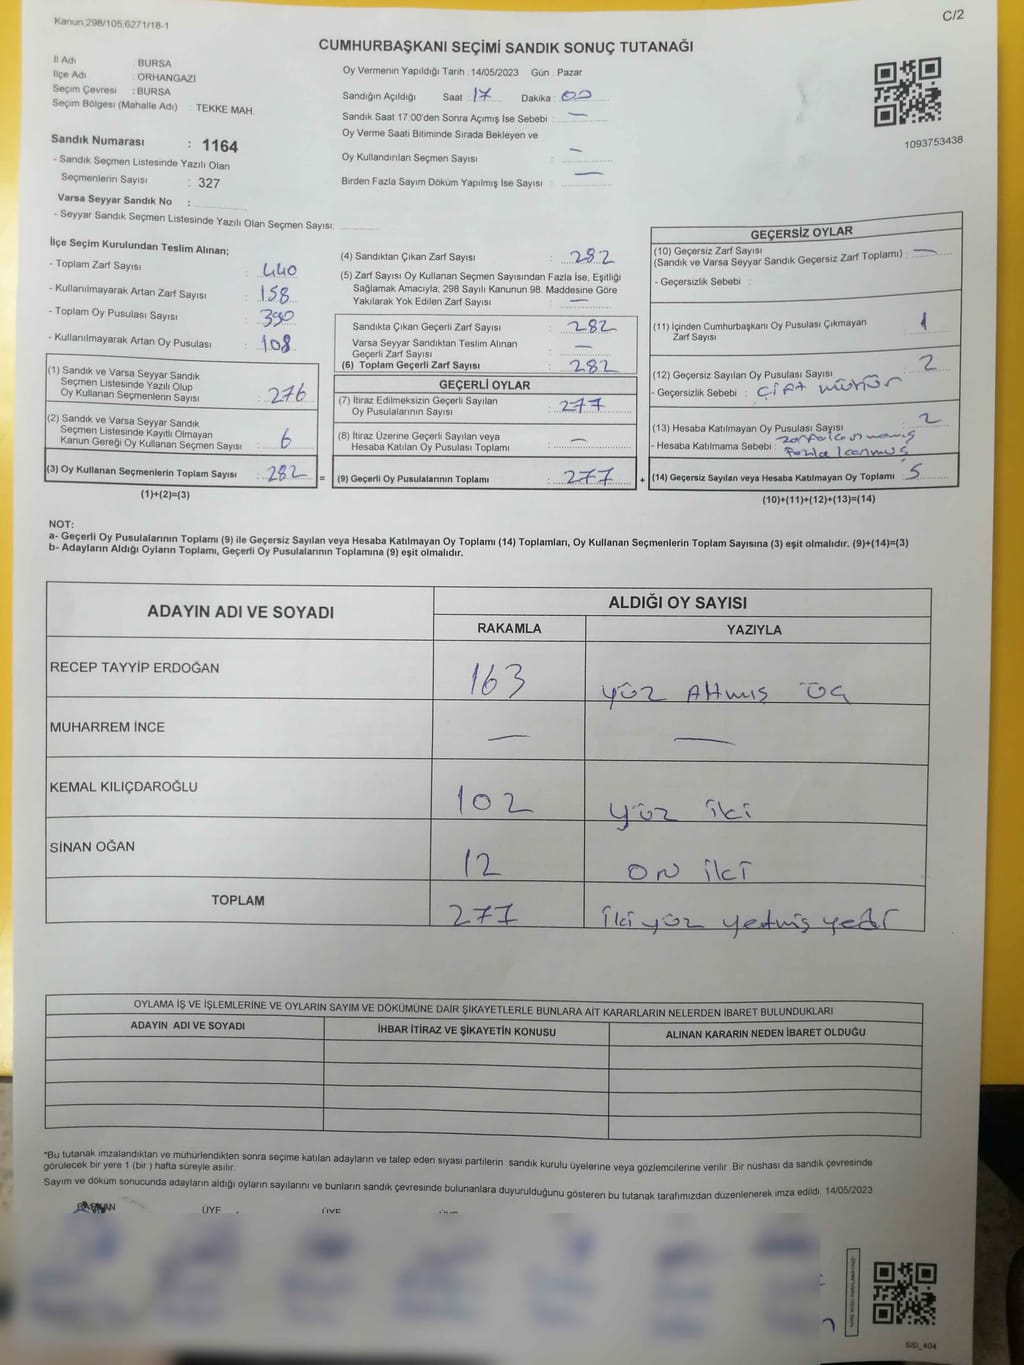 Kanun.298/105,6271/18-1
C/2
CUMHURBAŞKANI SEÇİMİ SANDIK SONUÇ TUTANAĞI
İl Adı : BURSA
İlçe Adı : ORHANGAZİ
Seçim Çevresi : BURSA
Seçim Bölgesi (Mahalle Adı) : TEKKE MAH.
Sandık Numarası : 1164
- Sandık Seçmen Listesinde Yazılı Olan
Seçmenlerin Sayısı : 327
Varsa Seyyar Sandık No :
- Seyyar Sandık Seçmen Listesinde Yazılı Olan Seçmen Sayısı:
Oy Vermenin Yapıldığı Tarih : 14/05/2023 Gün : Pazar
Sandığın Açıldığı Saat : 17 Dakika : 00
Sandık Saat 17:00'den Sonra Açımış İse Sebebi : —
Oy Verme Saati Bitiminde Sırada Bekleyen ve
Oy Kullandırılan Seçmen Sayısı : —
Birden Fazla Sayım Döküm Yapılmış İse Sayısı : —
1093753438
İlçe Seçim Kurulundan Teslim Alınan;
- Toplam Zarf Sayısı : 440
- Kullanılmayarak Artan Zarf Sayısı : 158
- Toplam Oy Pusulası Sayısı : 390
- Kullanılmayarak Artan Oy Pusulası : 108
(1) Sandık ve Varsa Seyyar Sandık
Seçmen Listesinde Yazılı Olup
Oy Kullanan Seçmenlerin Sayısı : 276
(2) Sandık ve Varsa Seyyar Sandık
Seçmen Listesinde Kayıtlı Olmayan
Kanun Gereği Oy Kullanan Seçmen Sayısı : 6
(3) Oy Kullanan Seçmenlerin Toplam Sayısı : 282
(1)+(2)=(3)
(4) Sandıktan Çıkan Zarf Sayısı : 282
(5) Zarf Sayısı Oy Kullanan Seçmen Sayısından Fazla İse, Eşitliği
Sağlamak Amacıyla; 298 Sayılı Kanunun 98. Maddesine Göre
Yakılarak Yok Edilen Zarf Sayısı : —
Sandıkta Çıkan Geçerli Zarf Sayısı : 282
Varsa Seyyar Sandıktan Teslim Alınan
Geçerli Zarf Sayısı : —
(6) Toplam Geçerli Zarf Sayısı : 282
GEÇERLİ OYLAR
(7) İtiraz Edilmeksizin Geçerli Sayılan
Oy Pusulalarının Sayısı : 277
(8) İtiraz Üzerine Geçerli Sayılan veya
Hesaba Katılan Oy Pusulası Toplamı : —
= (9) Geçerli Oy Pusulalarının Toplamı : 277 +
GEÇERSİZ OYLAR
(10) Geçersiz Zarf Sayısı
(Sandık ve Varsa Seyyar Sandık Geçersiz Zarf Toplamı) : —
- Geçersizlik Sebebi :
(11) İçinden Cumhurbaşkanı Oy Pusulası Çıkmayan
Zarf Sayısı : 1
(12) Geçersiz Sayılan Oy Pusulası Sayısı : 2
- Geçersizlik Sebebi : Çift mühür
(13) Hesaba Katılmayan Oy Pusulası Sayısı : 2
- Hesaba Katılmama Sebebi :
(14) Geçersiz Sayılan veya Hesaba Katılmayan Oy Toplamı : 5
(10)+(11)+(12)+(13)=(14)
NOT:
a- Geçerli Oy Pusulalarının Toplamı (9) ile Geçersiz Sayılan veya Hesaba Katılmayan Oy Toplamı (14) Toplamları, Oy Kullanan Seçmenlerin Toplam Sayısına (3) eşit olmalıdır. (9)+(14)=(3)
b- Adayların Aldığı Oyların Toplamı, Geçerli Oy Pusulalarının Toplamına (9) eşit olmalıdır.
ADAYIN ADI VE SOYADI
ALDIĞI OY SAYISI
RAKAMLA YAZIYLA
RECEP TAYYİP ERDOĞAN 163 yüz Altmış üç
MUHARREM İNCE — —
KEMAL KILIÇDAROĞLU 102 yüz iki
SİNAN OĞAN 12 on iki
TOPLAM 277 ikiyüz yetmiş yedi
OYLAMA İŞ VE İŞLEMLERİNE VE OYLARIN SAYIM VE DÖKÜMÜNE DAİR ŞİKAYETLERLE BUNLARA AİT KARARLARIN NELERDEN İBARET BULUNDUKLARI
ADAYIN ADI VE SOYADI İHBAR İTİRAZ VE ŞİKAYETİN KONUSU ALINAN KARARIN NEDEN İBARET OLDUĞU
*Bu tutanak imzalandıktan ve mühürlendikten sonra seçime katılan adayların ve talep eden siyasi partilerin sandık kurulu üyelerine veya gözlemcilerine verilir. Bir nüshası da sandık çevresinde
görülecek bir yere 1 (bir ) hafta süreyle asılır.
Sayım ve döküm sonucunda adayların aldığı oyların sayılarını ve bunların sandık çevresinde bulunanlara duyurulduğunu gösteren bu tutanak tarafımızdan düzenlenerek imza edildi. 14/05/2023
BAŞKAN ÜYE ÜYE
SSI_404